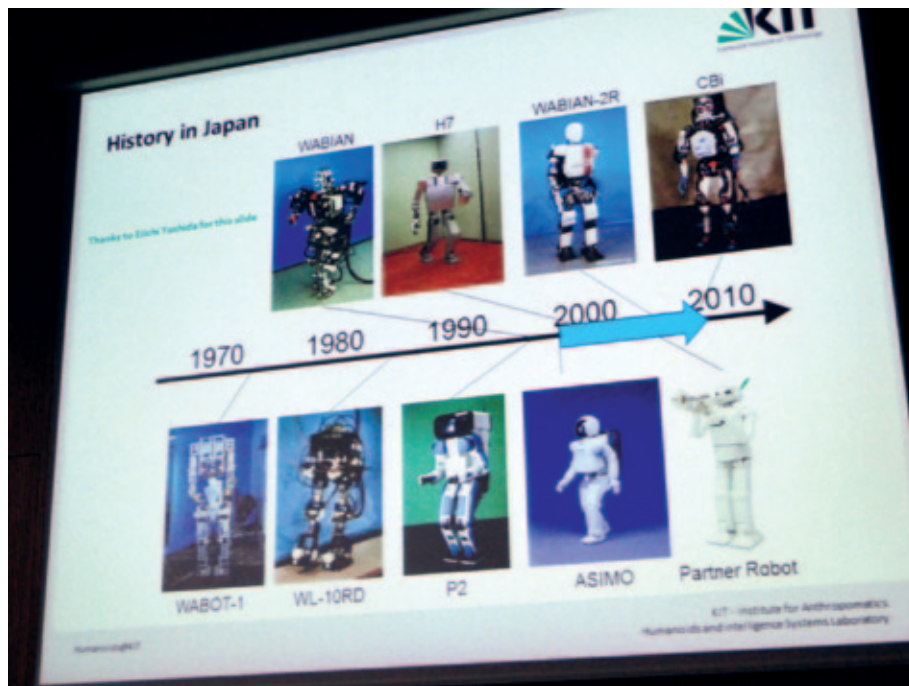 KIT
History in Japan
Thanks to Eiichi Yoshida for this slide
WABIAN
H7
WABIAN-2R
CBi
1970
1980
1990
2000
2010
WABOT-1
WL-10RD
P2
ASIMO
Partner Robot
Humanoids@KIT
KIT - Institute for Anthropomatics
Humanoids and Intelligence Systems Laboratory